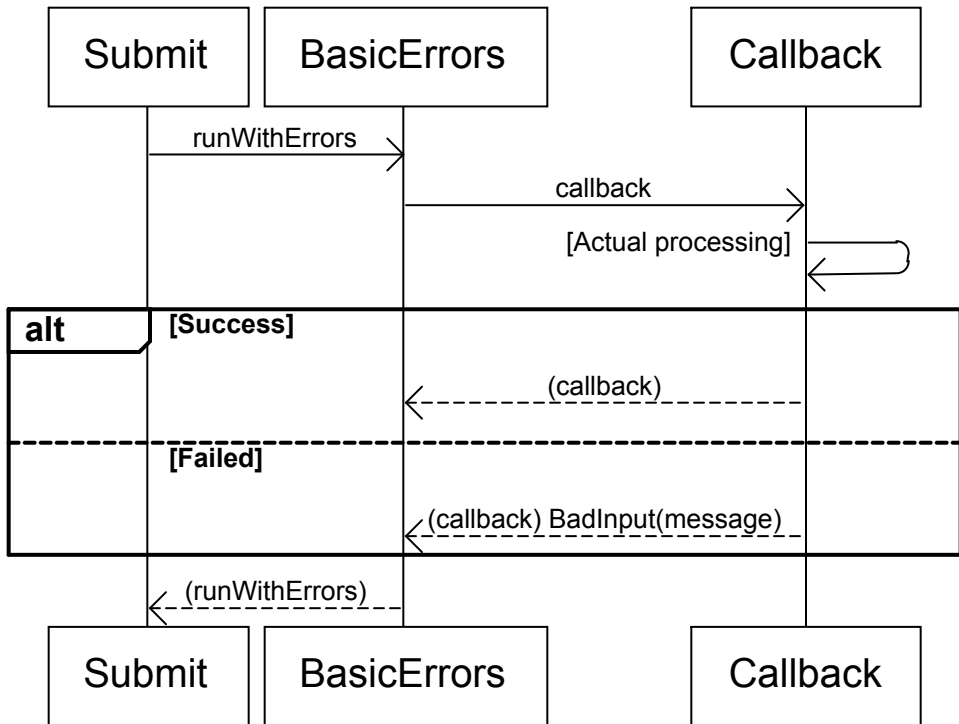 Submit
BasicErrors
Callback
runWithErrors
callback
[Actual processing]
alt
[Success]
(callback)
[Failed]
(callback) BadInput(message)
(runWithErrors)
Submit
BasicErrors
Callback